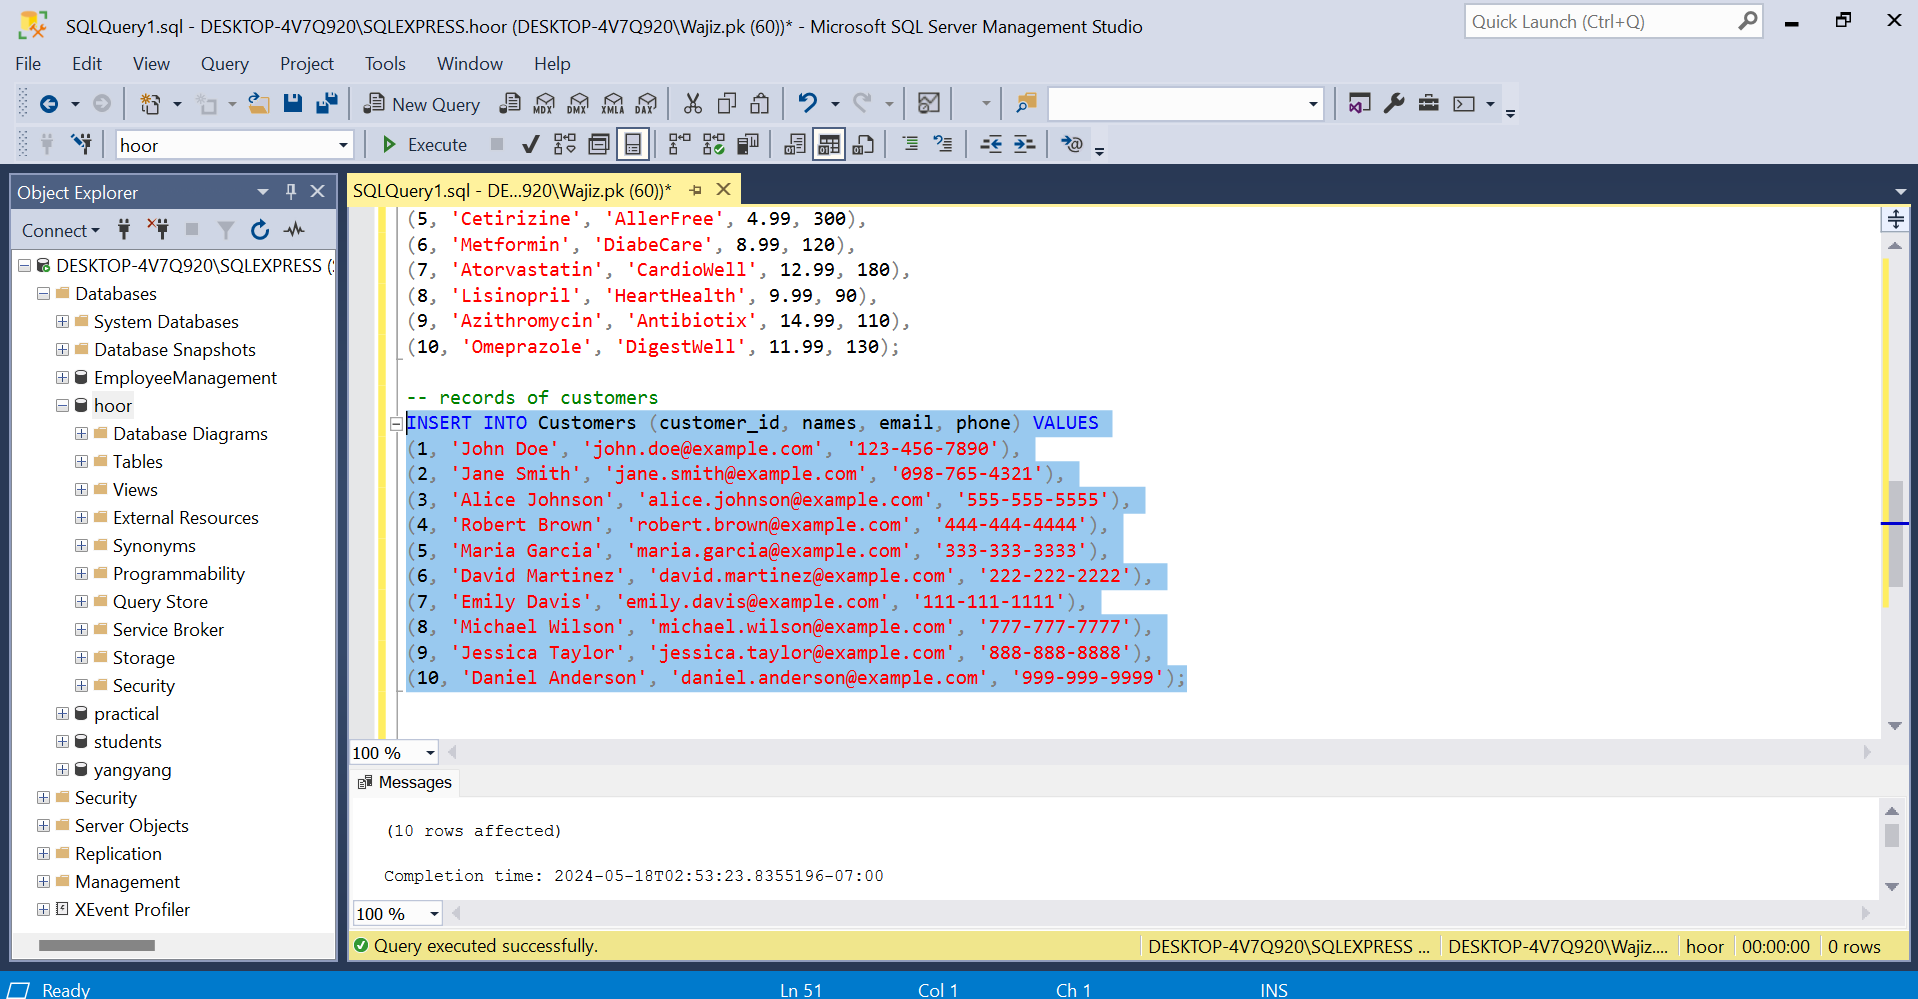 SQLQuery1.sql - DESKTOP-4V7Q920\SQLEXPRESS.hoor (DESKTOP-4V7Q920\Wajiz.pk (60))* - Microsoft SQL Server Management Studio
Quick Launch (Ctrl+Q)
File Edit View Query Project Tools Window Help
New Query MDX DMX XMLA DAX
hoor Execute
Object Explorer
Connect
DESKTOP-4V7Q920\SQLEXPRESS (
Databases
System Databases
Database Snapshots
EmployeeManagement
hoor
Database Diagrams
Tables
Views
External Resources
Synonyms
Programmability
Query Store
Service Broker
Storage
Security
practical
students
yangyang
Security
Server Objects
Replication
Management
XEvent Profiler
SQLQuery1.sql - DE...920\Wajiz.pk (60))*
(5, 'Cetirizine', 'AllerFree', 4.99, 300),
(6, 'Metformin', 'DiabeCare', 8.99, 120),
(7, 'Atorvastatin', 'CardioWell', 12.99, 180),
(8, 'Lisinopril', 'HeartHealth', 9.99, 90),
(9, 'Azithromycin', 'Antibiotix', 14.99, 110),
(10, 'Omeprazole', 'DigestWell', 11.99, 130);
-- records of customers
INSERT INTO Customers (customer_id, names, email, phone) VALUES
(1, 'John Doe', 'john.doe@example.com', '123-456-7890'),
(2, 'Jane Smith', 'jane.smith@example.com', '098-765-4321'),
(3, 'Alice Johnson', 'alice.johnson@example.com', '555-555-5555'),
(4, 'Robert Brown', 'robert.brown@example.com', '444-444-4444'),
(5, 'Maria Garcia', 'maria.garcia@example.com', '333-333-3333'),
(6, 'David Martinez', 'david.martinez@example.com', '222-222-2222'),
(7, 'Emily Davis', 'emily.davis@example.com', '111-111-1111'),
(8, 'Michael Wilson', 'michael.wilson@example.com', '777-777-7777'),
(9, 'Jessica Taylor', 'jessica.taylor@example.com', '888-888-8888'),
(10, 'Daniel Anderson', 'daniel.anderson@example.com', '999-999-9999');
100 %
Messages
(10 rows affected)
Completion time: 2024-05-18T02:53:23.8355196-07:00
100 %
Query executed successfully. DESKTOP-4V7Q920\SQLEXPRESS ... DESKTOP-4V7Q920\Wajiz.... hoor 00:00:00 0 rows
Ready Ln 51 Col 1 Ch 1 INS